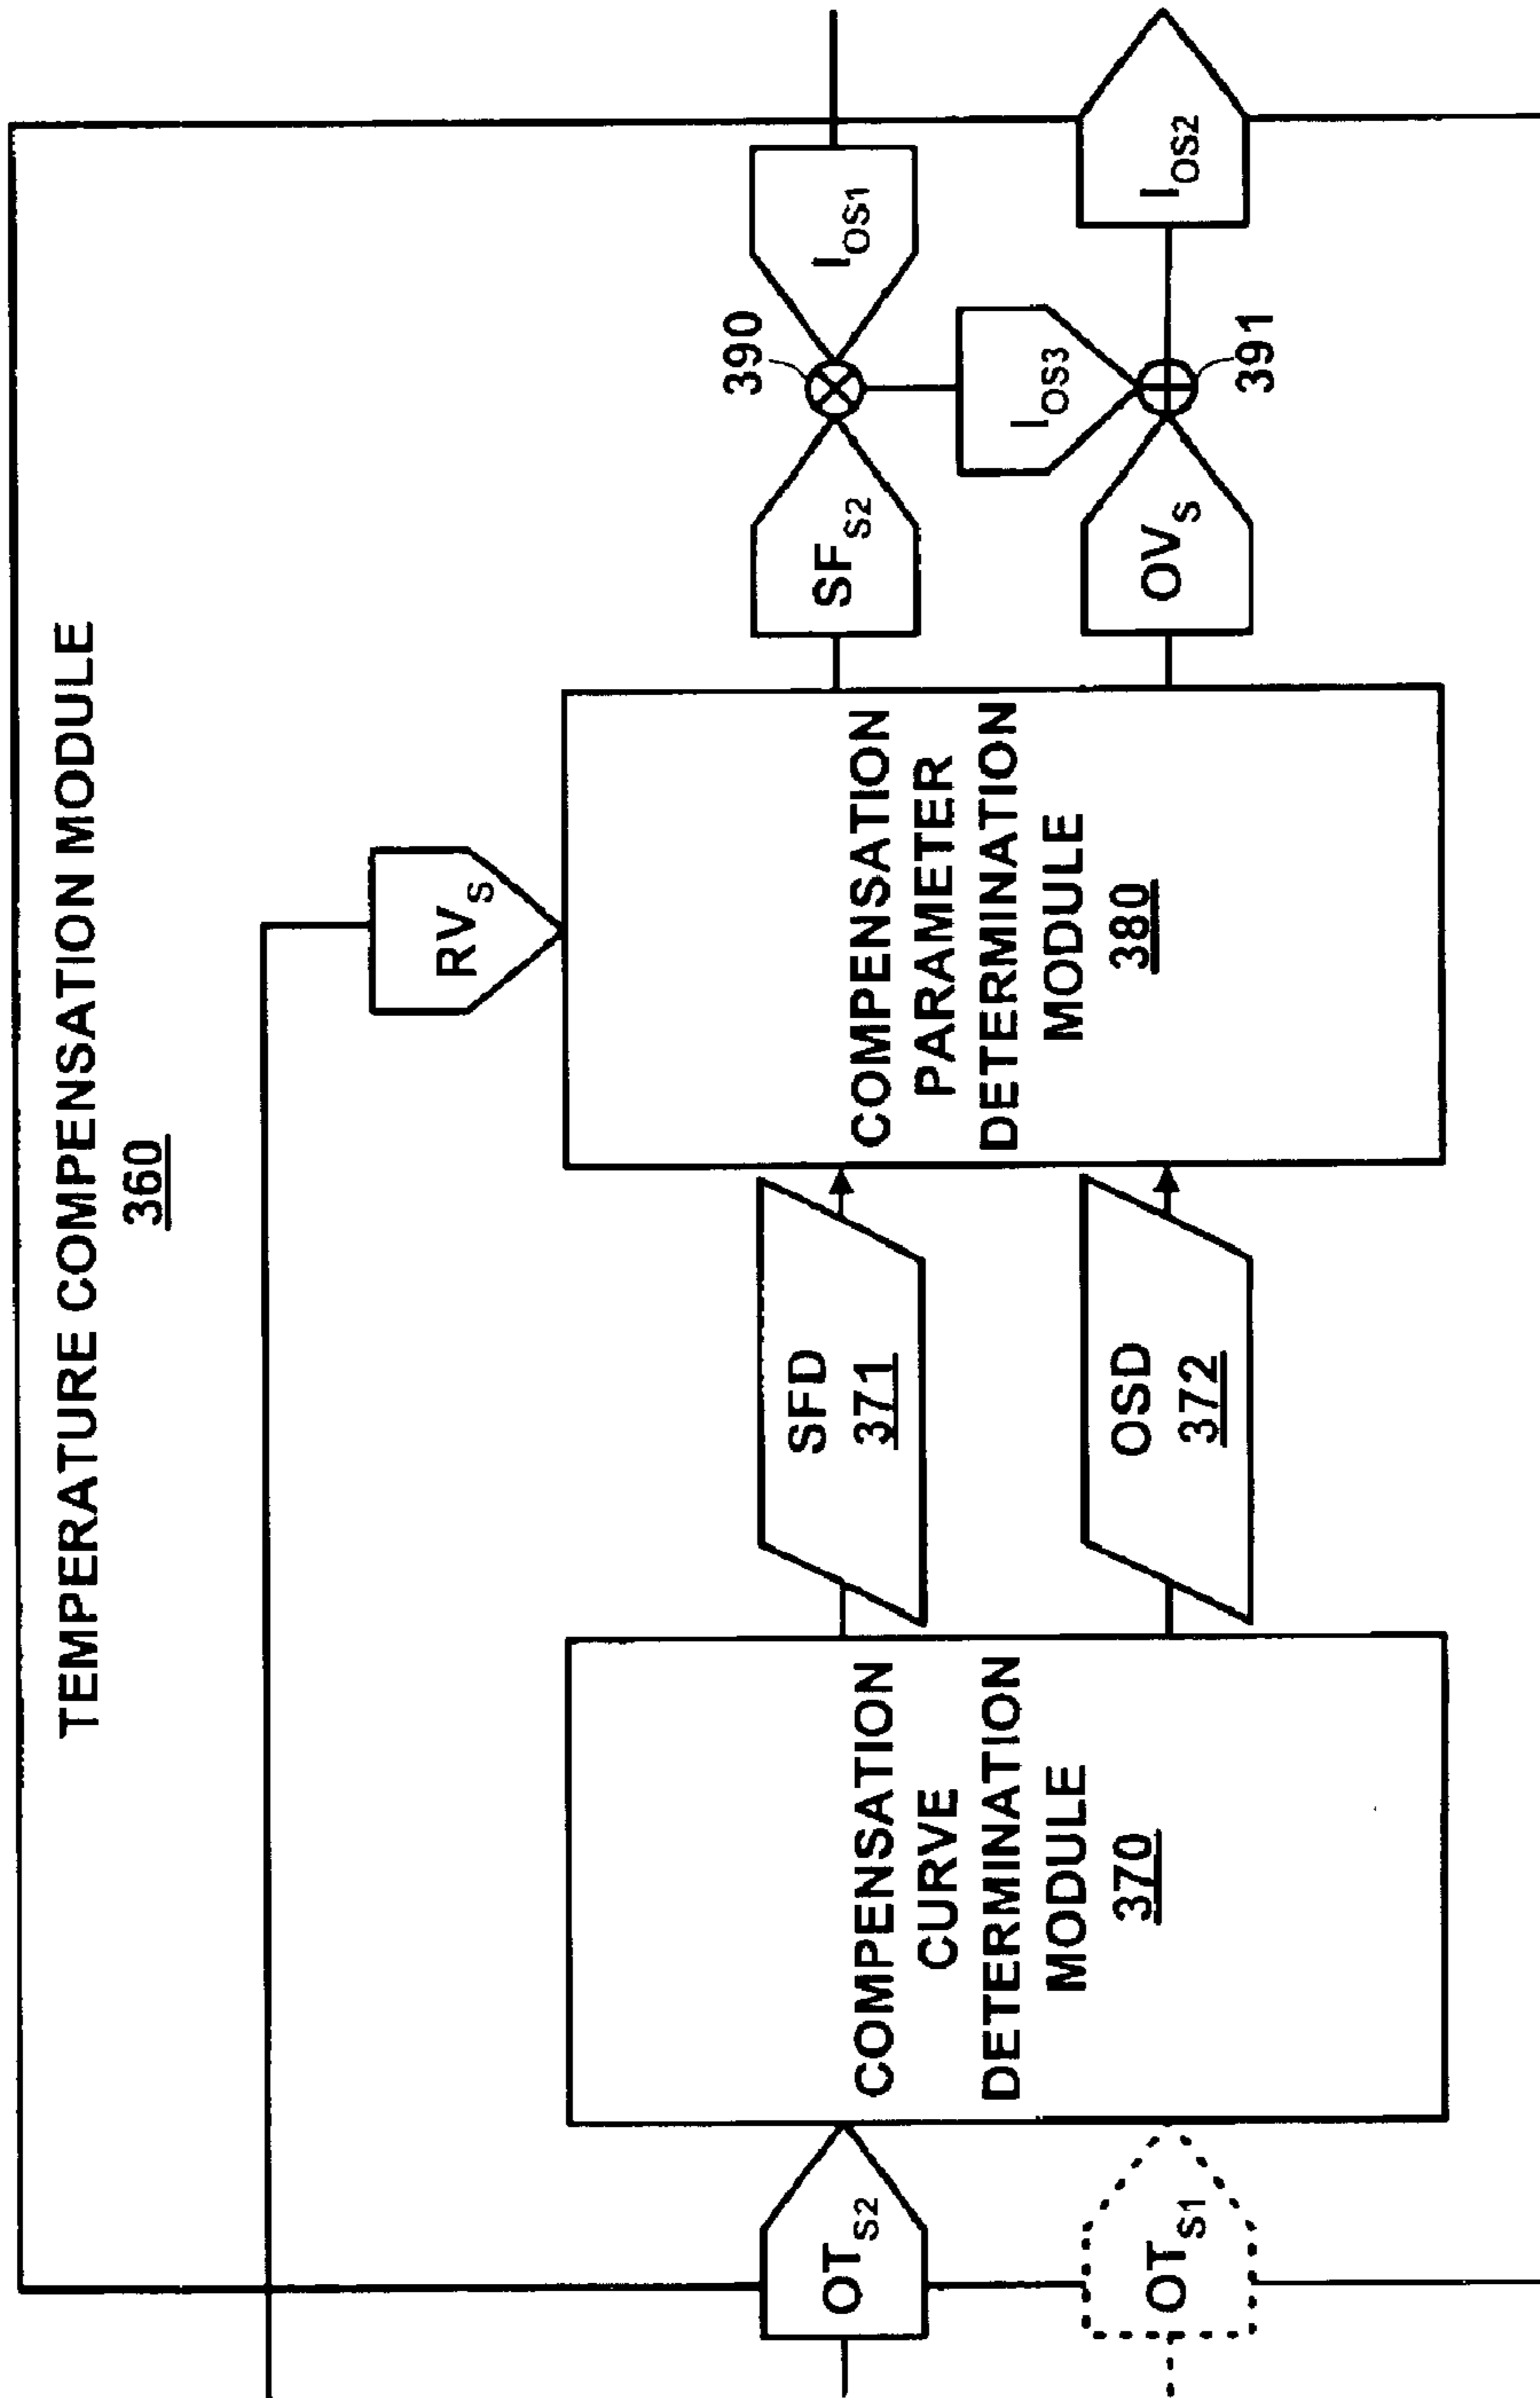 TEMPERATURE COMPENSATION MODULE
360
RVS
OTS2
OTS1
COMPENSATION
CURVE
DETERMINATION
MODULE
370
SFD
371
OSD
372
COMPENSATION
PARAMETER
DETERMINATION
MODULE
380
SFS2
OVS
390
IOS1
IOS3
391
IOS2